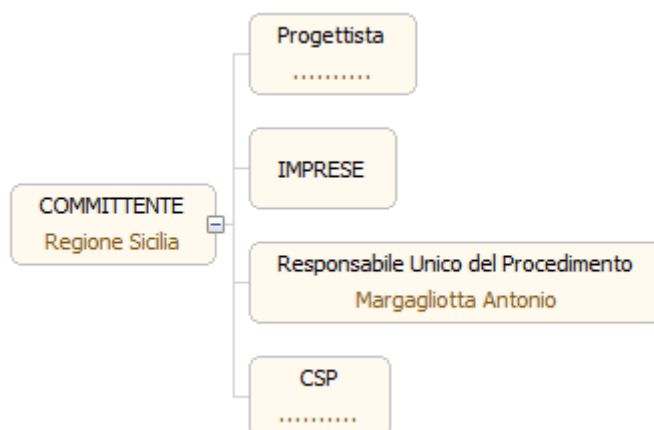 Progettista
..........
IMPRESE
COMMITTENTE
Regione Sicilia
Responsabile Unico del Procedimento
Margagliotta Antonio
CSP
..........